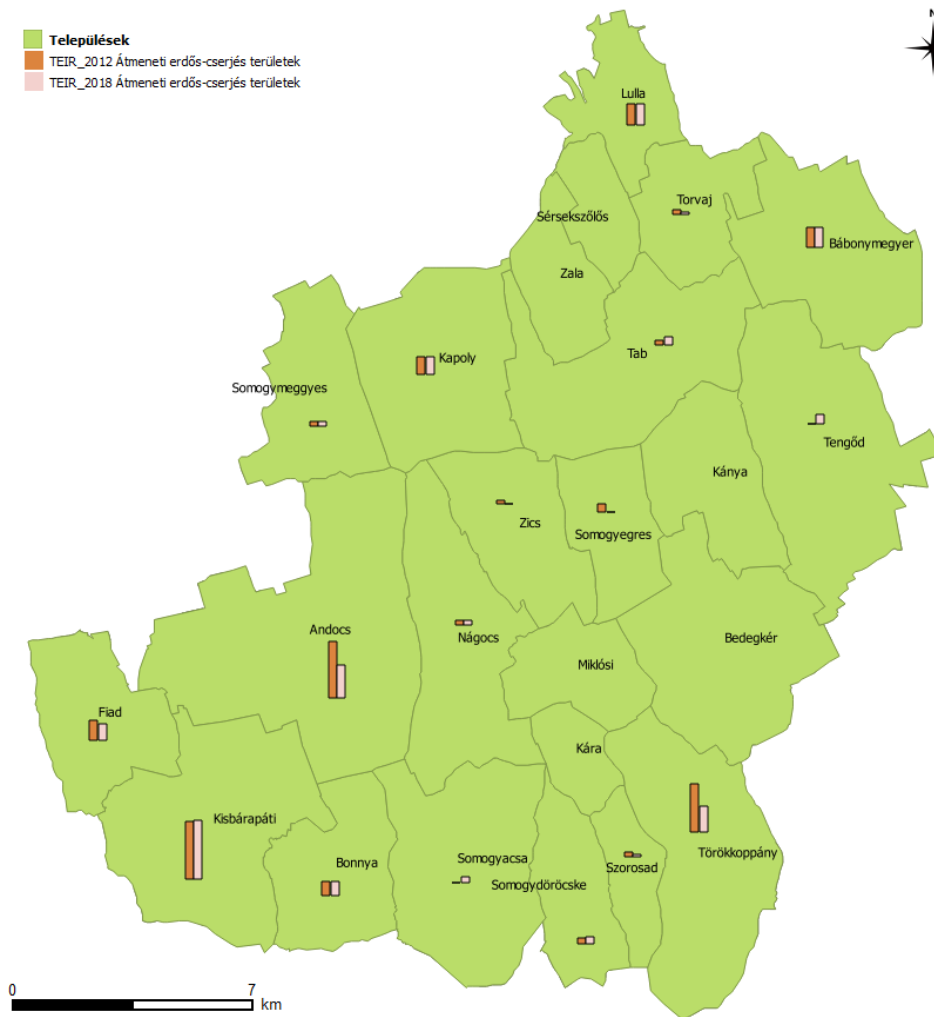 N
Települések
TEIR_2012 Átmeneti erdős-cserjés területek
TEIR_2018 Átmeneti erdős-cserjés területek
Lulla
Torvaj
Sérsekszőlős
Bábonymegyer
Zala
Tab
Kapoly
Somogymeggyes
Tengőd
Kánya
Zics
Somogyegres
Andocs
Nágocs
Bedegkér
Miklósi
Fiad
Kára
Kisbárapáti
Törökkoppány
Bonnya
Somogyacsa
Szorosad
Somogydöröcske
0 7
km